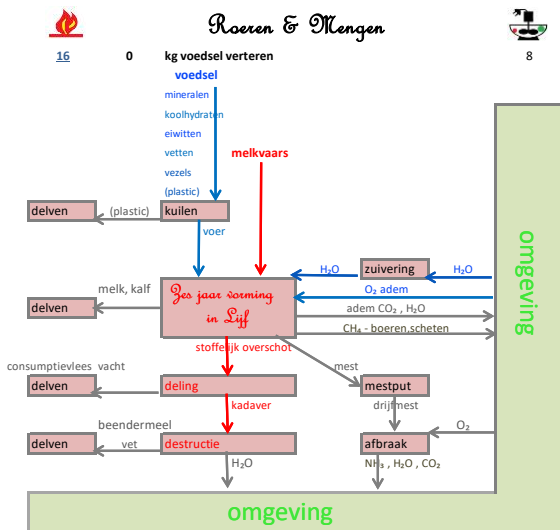 Roeren & Mengen
16 0 kg voedsel verteren 8
voedsel
mineralen
koolhydraten
eiwitten
vetten
vezels
(plastic)
melkvaars
delven
(plastic)
kuilen
voer
zuivering
H₂O
H₂O
O₂ adem
melk, kalf
delven
Zes jaar vorming
in Lijf
adem CO₂ , H₂O
CH₄ - boeren,scheten
stoffelijk overschot
mest
consumptievlees vacht
delven
deling
mestput
kadaver
drijfmest
beendermeel
delven
vet
destructie
afbraak
O₂
H₂O
NH₃ , H₂O , CO₂
omgeving
omgeving